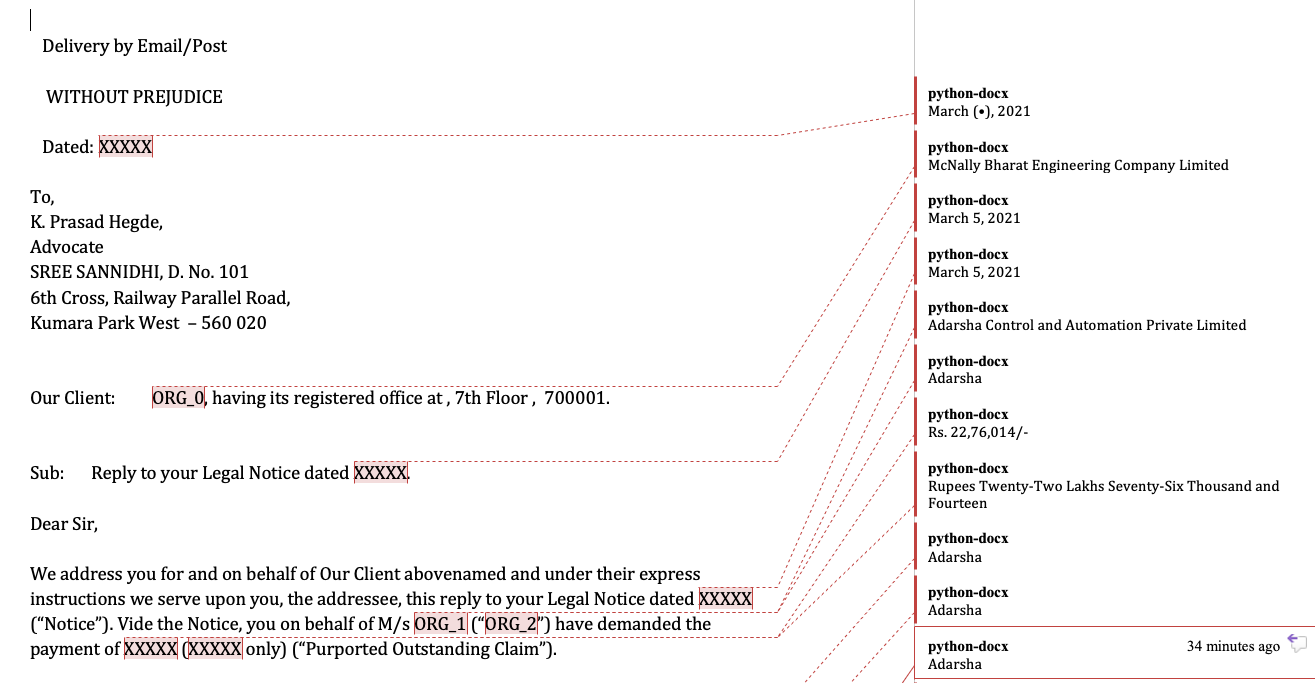 Delivery by Email/Post
WITHOUT PREJUDICE
Dated: XXXXX
To,
K. Prasad Hegde,
Advocate
SREE SANNIDHI, D. No. 101
6th Cross, Railway Parallel Road,
Kumara Park West – 560 020
Our Client: ORG_0, having its registered office at , 7th Floor , 700001.
Sub: Reply to your Legal Notice dated XXXXX.
Dear Sir,
We address you for and on behalf of Our Client abovenamed and under their express
instructions we serve upon you, the addressee, this reply to your Legal Notice dated XXXXX
(“Notice”). Vide the Notice, you on behalf of M/s ORG_1 (“ORG_2”) have demanded the
payment of XXXXX (XXXXX only) (“Purported Outstanding Claim”).
python-docx
March (•), 2021
python-docx
McNally Bharat Engineering Company Limited
python-docx
March 5, 2021
python-docx
March 5, 2021
python-docx
Adarsha Control and Automation Private Limited
python-docx
Adarsha
python-docx
Rs. 22,76,014/-
python-docx
Rupees Twenty-Two Lakhs Seventy-Six Thousand and
Fourteen
python-docx
Adarsha
python-docx
Adarsha
python-docx 34 minutes ago
Adarsha